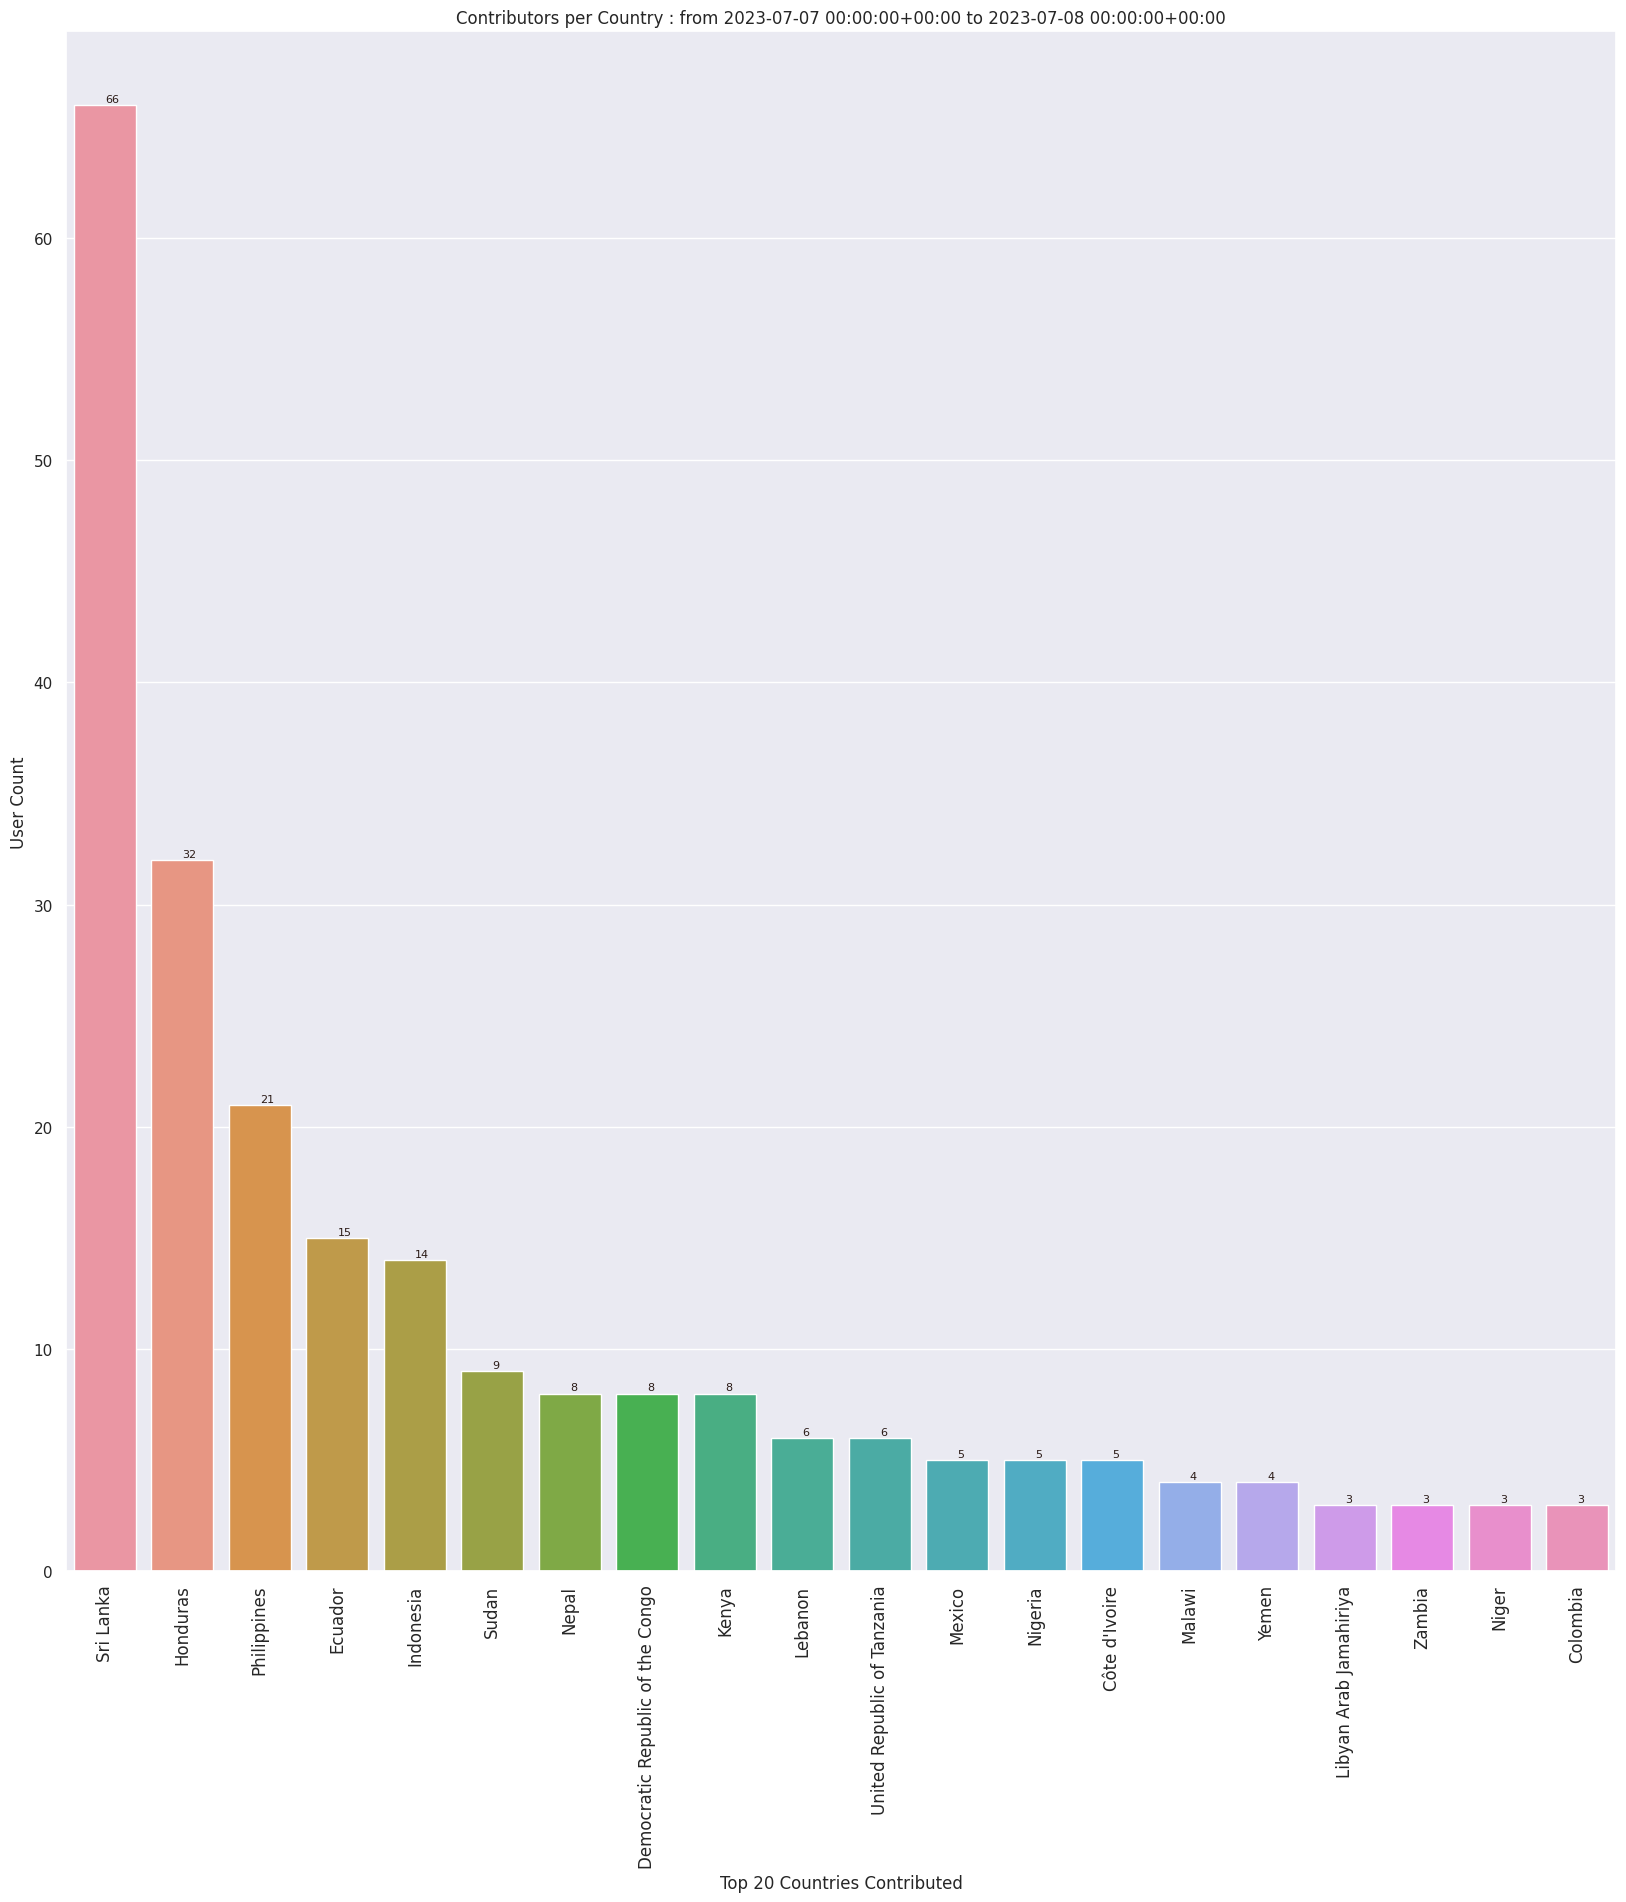 Contributors per Country : from 2023-07-07 00:00:00+00:00 to 2023-07-08 00:00:00+00:00
User Count
60
50
40
30
20
10
0
66
32
21
15
14
9
8
8
8
6
6
5
5
5
4
4
3
3
3
3
Sri Lanka
Honduras
Philippines
Ecuador
Indonesia
Sudan
Nepal
Democratic Republic of the Congo
Kenya
Lebanon
United Republic of Tanzania
Mexico
Nigeria
Côte d'Ivoire
Malawi
Yemen
Libyan Arab Jamahiriya
Zambia
Niger
Colombia
Top 20 Countries Contributed